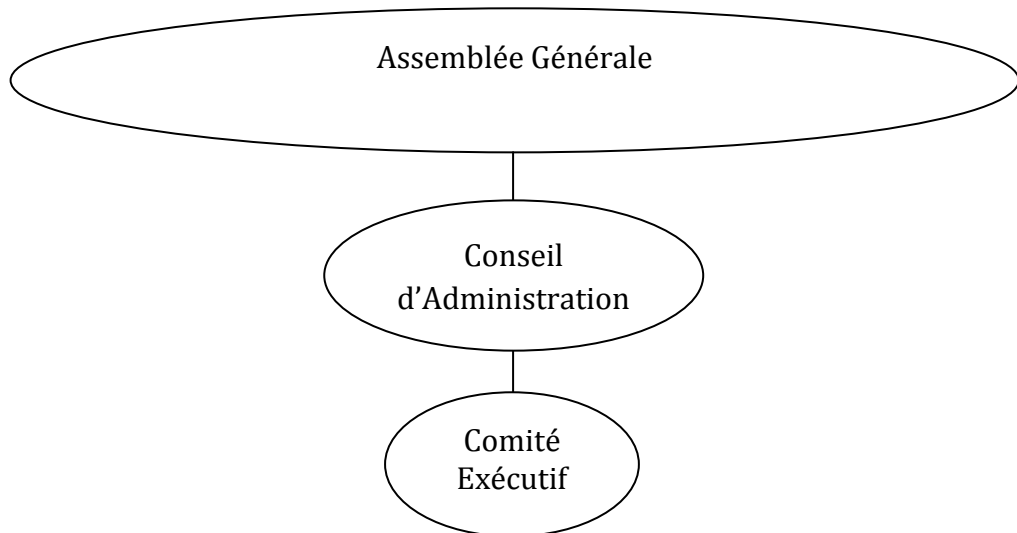 Assemblée Générale
Conseil
d’Administration
Comité
Exécutif